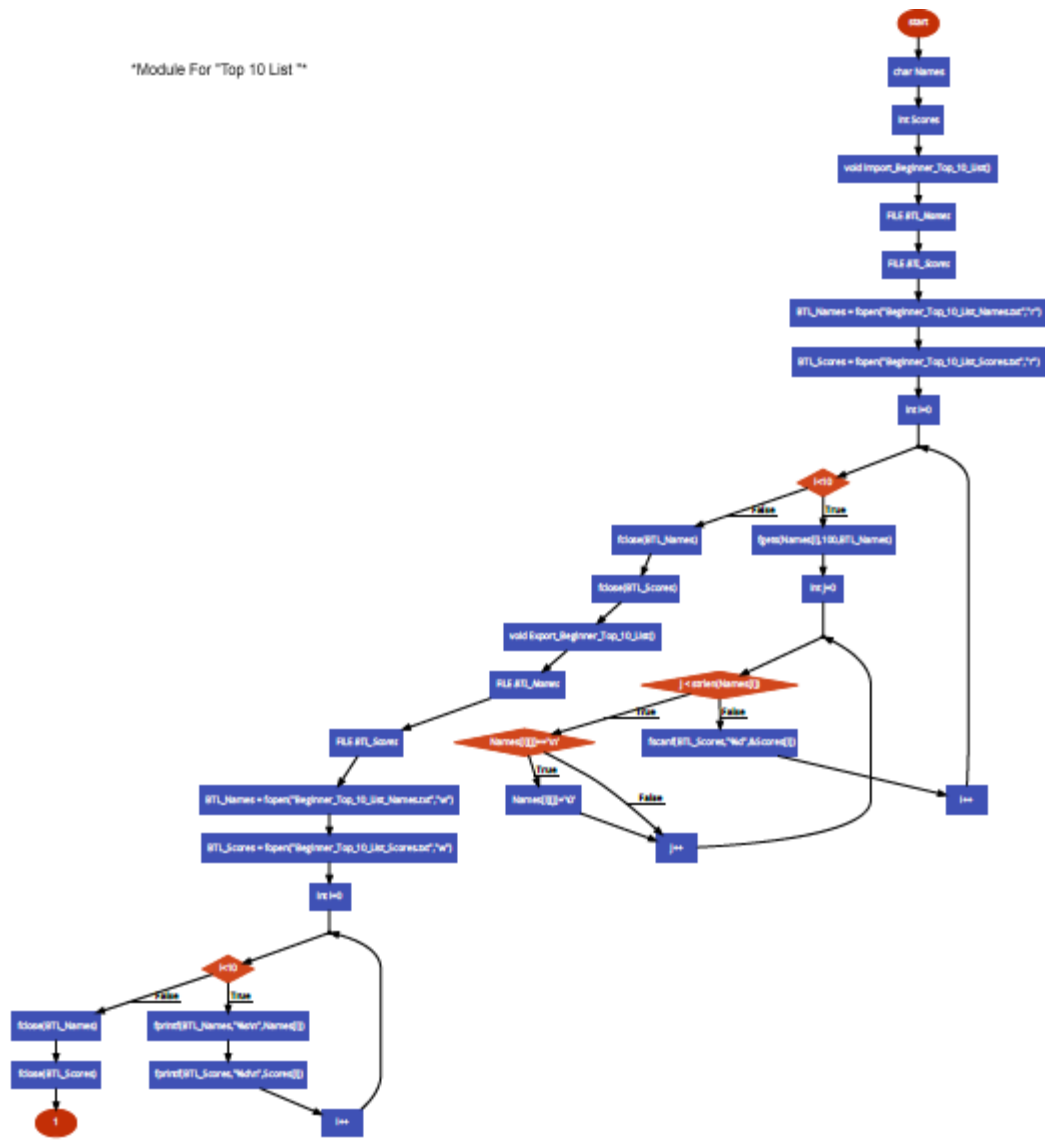 start
*Module For "Top 10 List "*
char Names
int Scores
void Import_Beginner_Top_10_List()
FILE BTL_Names
FILE BTL_Scores
BTL_Names = fopen("Beginner_Top_10_List_Names.txt","r")
BTL_Scores = fopen("Beginner_Top_10_List_Scores.txt","r")
int i=0
i<10
False
True
fclose(BTL_Names)
fgets(Names[i],100,BTL_Names)
fclose(BTL_Scores)
int j=0
void Export_Beginner_Top_10_List()
FILE BTL_Names
j < strlen(Names[i])
True
False
FILE BTL_Scores
Names[i][j]=='\n'
fscanf(BTL_Scores,"%d",&Scores[i])
True
False
BTL_Names = fopen("Beginner_Top_10_List_Names.txt","w")
Names[i][j]='\0'
i++
BTL_Scores = fopen("Beginner_Top_10_List_Scores.txt","w")
j++
int i=0
i<10
False
True
fclose(BTL_Names)
fprintf(BTL_Names,"%s\n",Names[i])
fclose(BTL_Scores)
fprintf(BTL_Scores,"%d\n",Scores[i])
1
i++